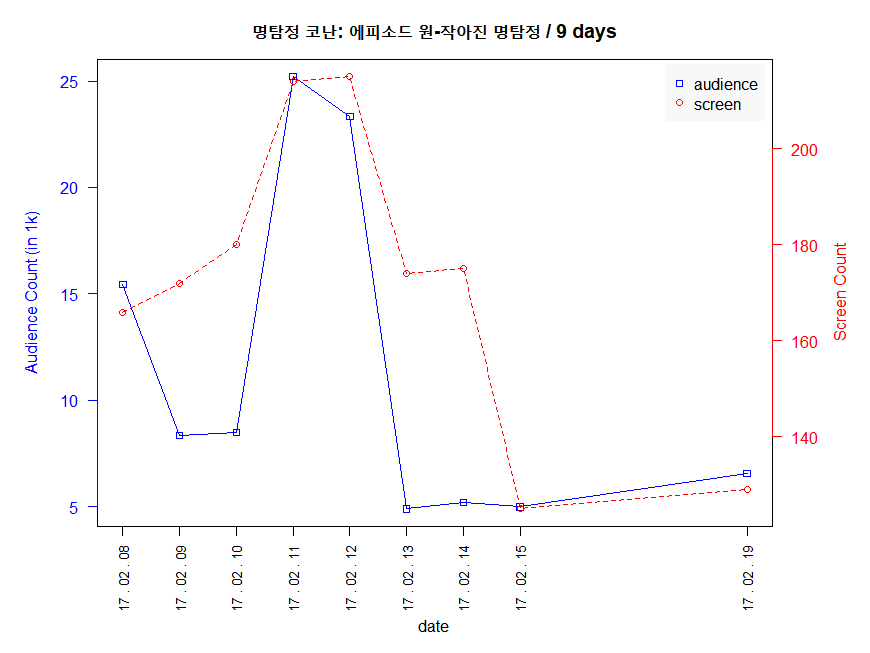 명탐정 코난: 에피소드 원-작아진 명탐정 / 9 days
audience
screen
Audience Count (in 1k)
25
20
15
10
5
200
180
160
140
Screen Count
17 . 02 . 08
17 . 02 . 09
17 . 02 . 10
17 . 02 . 11
17 . 02 . 12
17 . 02 . 13
17 . 02 . 14
17 . 02 . 15
17 . 02 . 19
date